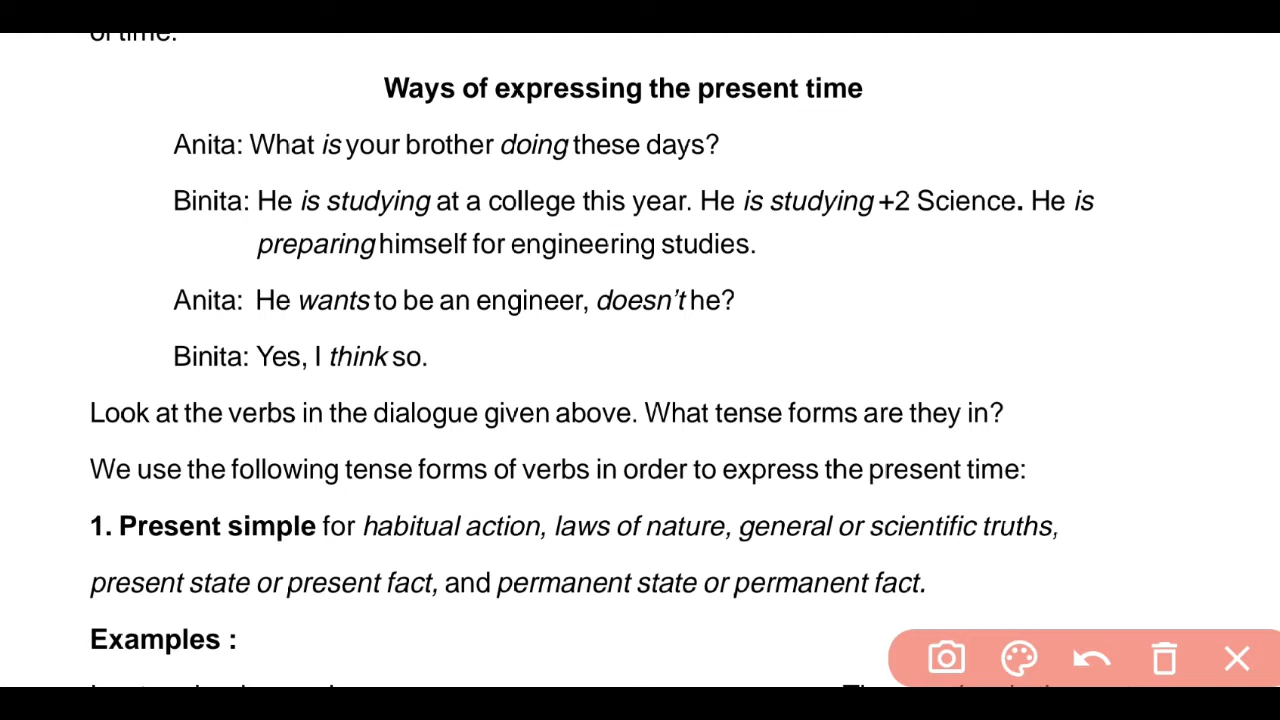 of time.
Ways of expressing the present time
Anita: What is your brother doing these days?
Binita: He is studying at a college this year. He is studying +2 Science. He is
preparing himself for engineering studies.
Anita: He wants to be an engineer, doesn't he?
Binita: Yes, I think so.
Look at the verbs in the dialogue given above. What tense forms are they in?
We use the following tense forms of verbs in order to express the present time:
1. Present simple for habitual action, laws of nature, general or scientific truths,
present state or present fact, and permanent state or permanent fact.
Examples :